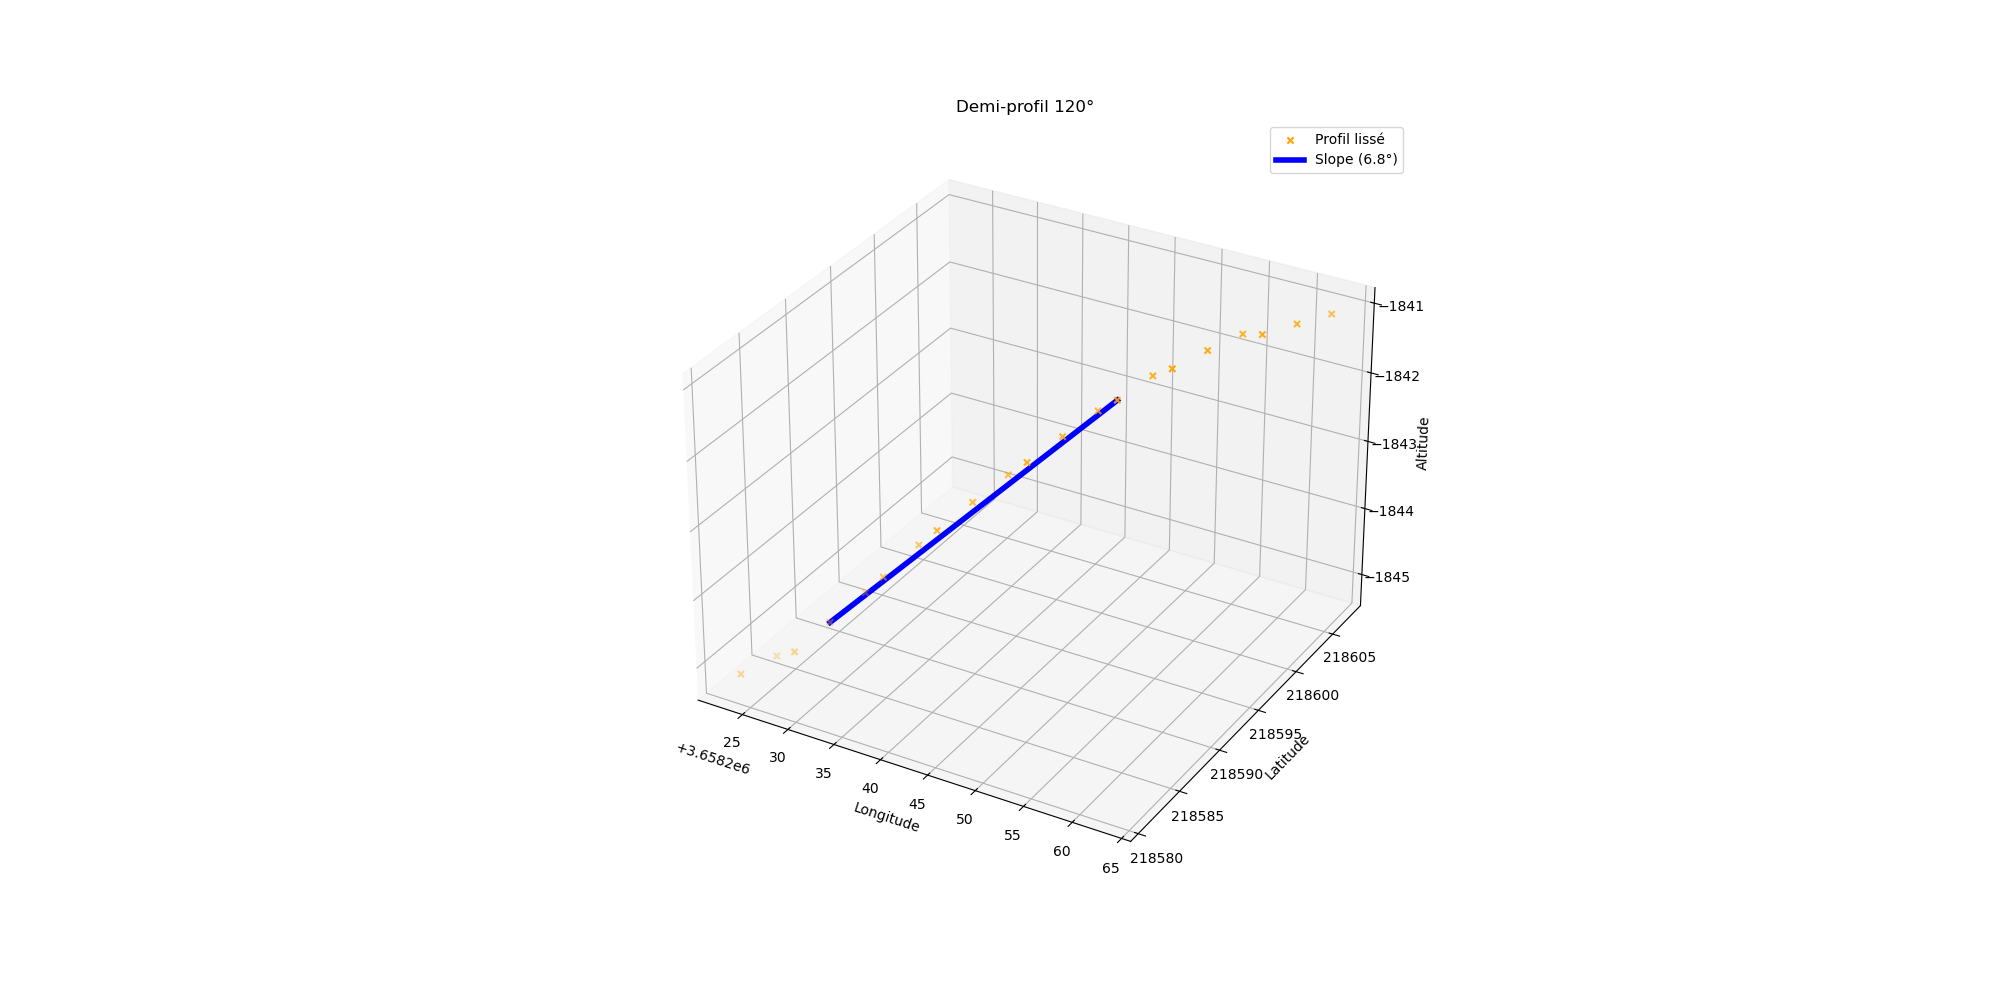 Demi-profil 120°
Profil lissé
Slope (6.8°)
−1841
−1842
−1843
−1844
−1845
Altitude
218605
218600
218595
218590
218585
218580
Latitude
25
30
35
40
45
50
55
60
65
+3.6582e6
Longitude